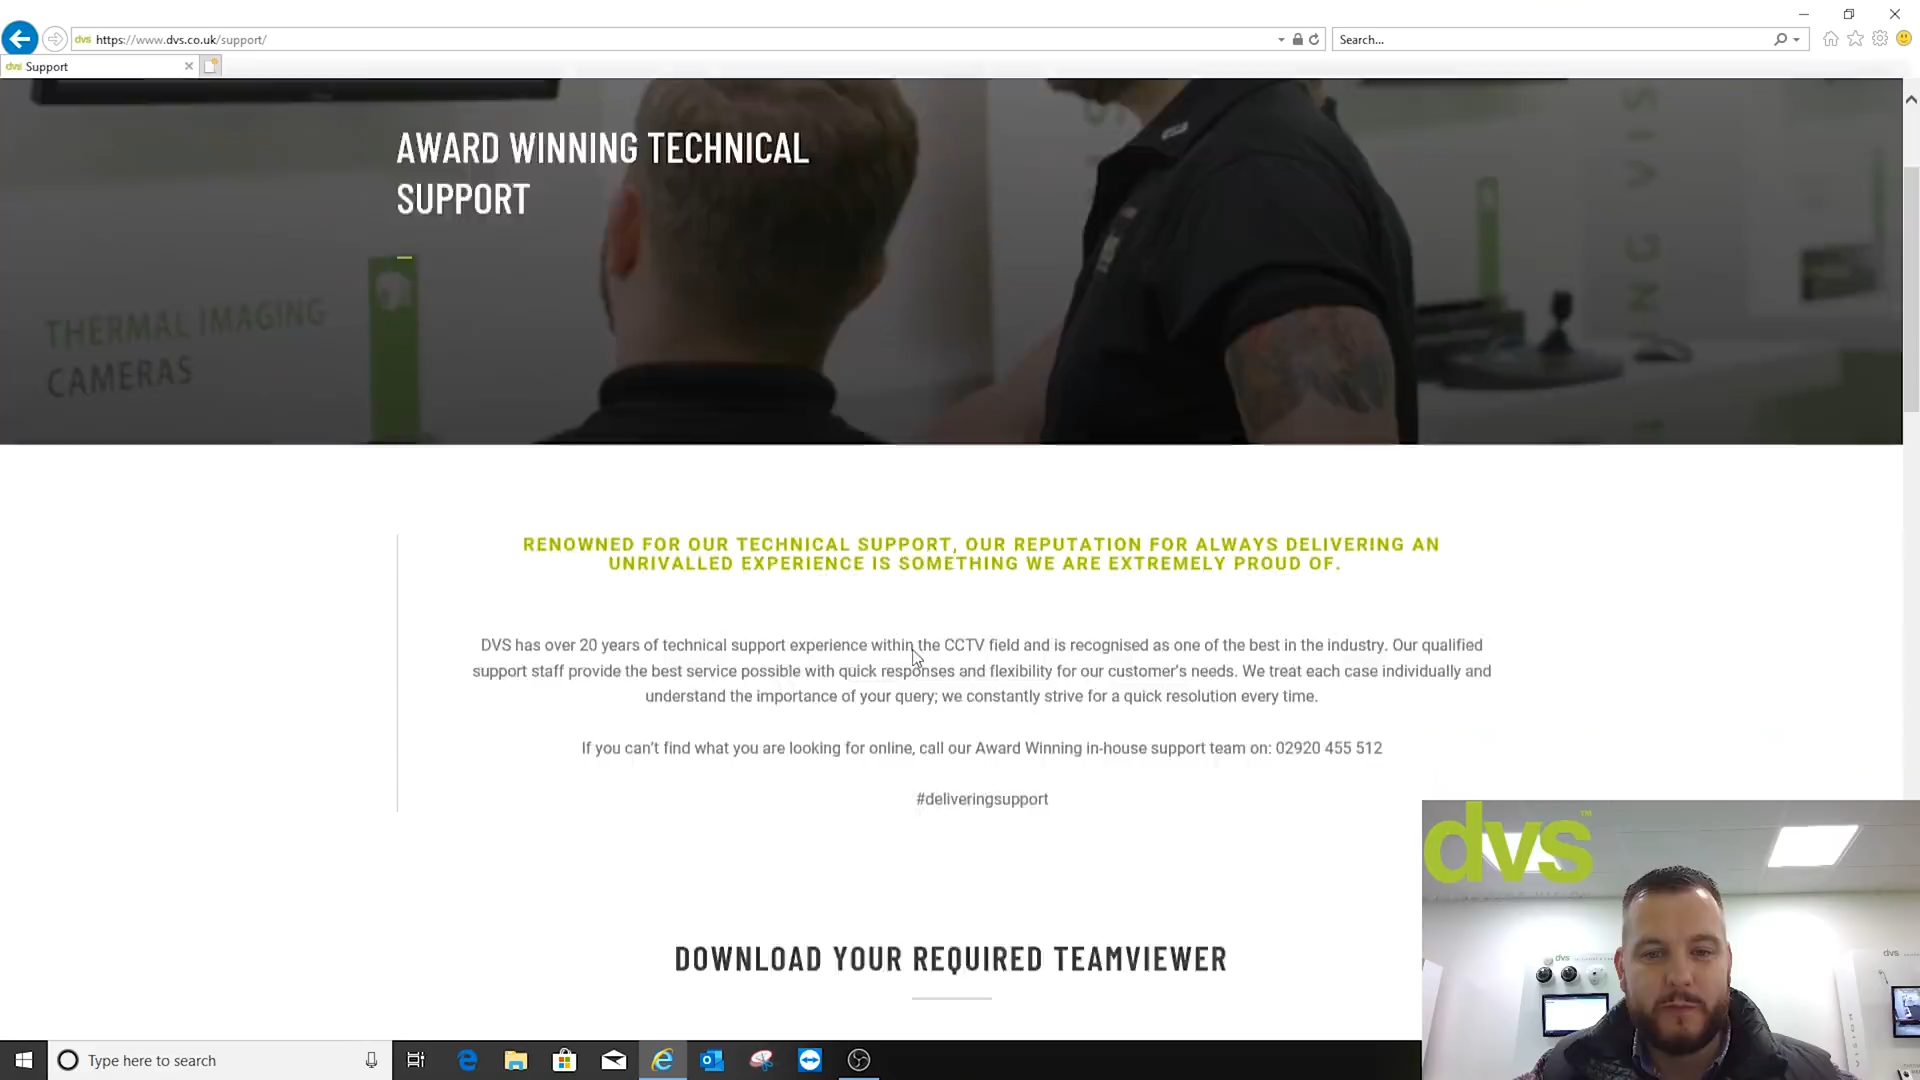 dvs https://www.dvs.co.uk/support/
Search...
dvs Support
AWARD WINNING TECHNICAL
SUPPORT
THERMAL IMAGING
CAMERAS
RENOWNED FOR OUR TECHNICAL SUPPORT, OUR REPUTATION FOR ALWAYS DELIVERING AN
UNRIVALLED EXPERIENCE IS SOMETHING WE ARE EXTREMELY PROUD OF.
DVS has over 20 years of technical support experience within the CCTV field and is recognised as one of the best in the industry. Our qualified
support staff provide the best service possible with quick responses and flexibility for our customer's needs. We treat each case individually and
understand the importance of your query; we constantly strive for a quick resolution every time.
If you can't find what you are looking for online, call our Award Winning in-house support team on: 02920 455 512
#deliveringsupport
dvs™
DOWNLOAD YOUR REQUIRED TEAMVIEWER
dvs
dvs
Type here to search